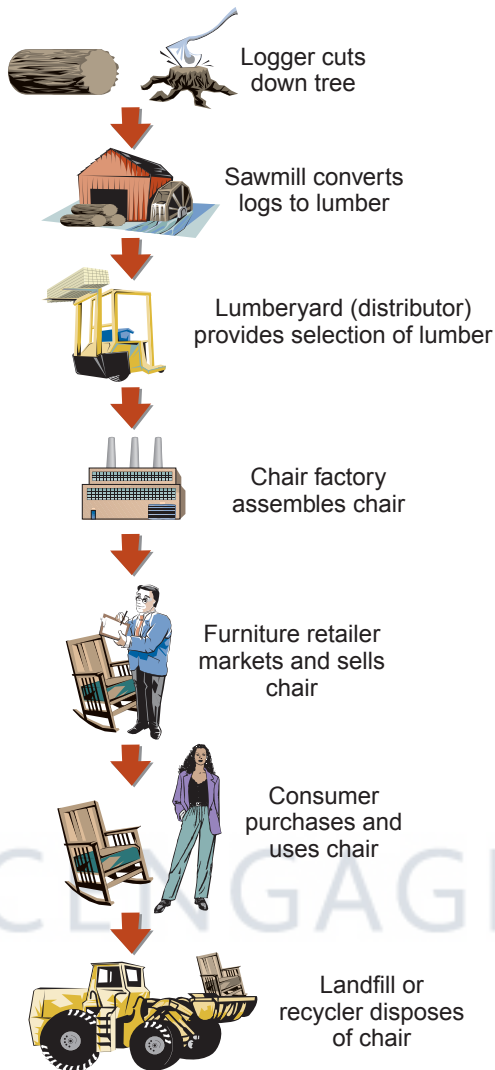 Logger cuts
down tree
Sawmill converts
logs to lumber
Lumberyard (distributor)
provides selection of lumber
Chair factory
assembles chair
Furniture retailer
markets and sells
chair
Consumer
purchases and
uses chair
CENGAGE
Landfill or
recycler disposes
of chair